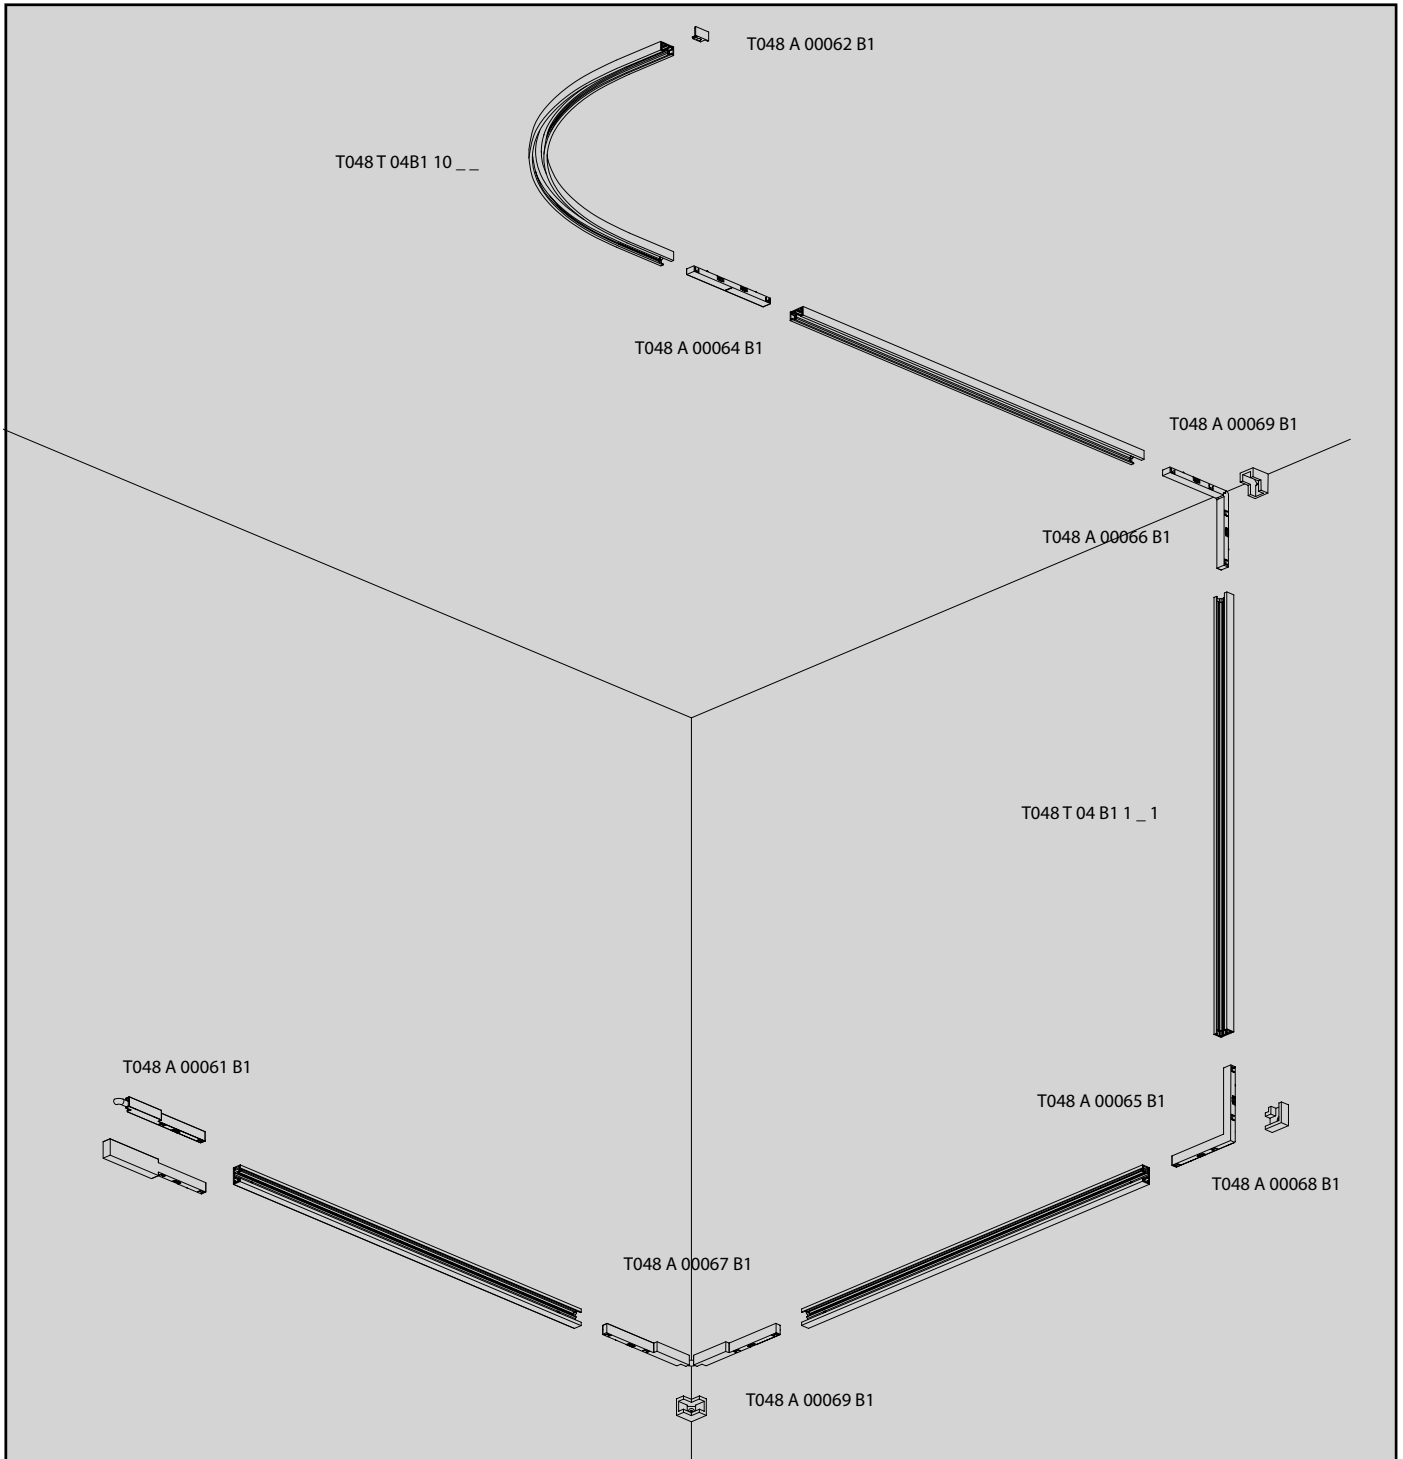 T048 A 00062 B1
T048 T 04B1 10 _ _
T048 A 00064 B1
T048 A 00069 B1
T048 A 00066 B1
T048 T 04 B1 1 _ 1
T048 A 00061 B1
T048 A 00065 B1
T048 A 00068 B1
T048 A 00067 B1
T048 A 00069 B1